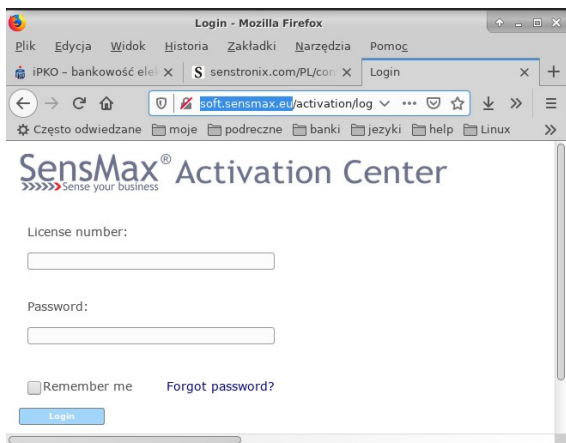 Login - Mozilla Firefox
Plik Edycja Widok Historia Zakładki Narzędzia Pomoc
iPKO – bankowość ele senstronix.com/PL/con Login
soft.sensmax.eu/activation/log
Często odwiedzane moje podreczne banki jezyki help Linux
SensMax® Activation Center
Sense your business
License number:
Password:
Remember me Forgot password?
Login